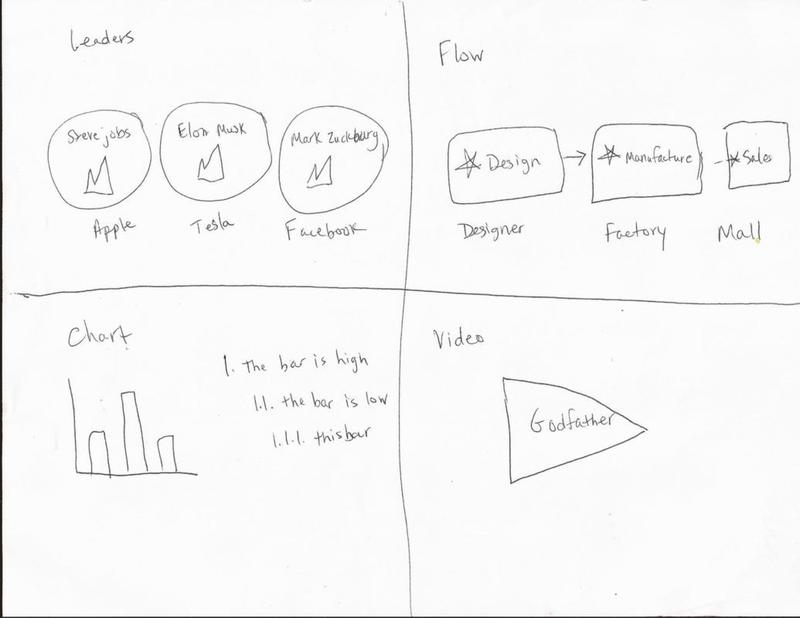 Leaders
Steve jobs
Elon Musk
Mark Zuckburg
Apple
Tesla
Facebook
Flow
Design
Manufacture
Sales
Designer
Factory
Mall
Chart
1. the bar is high
1.1. the bar is low
1.1.1. this bar
Video
Godfather